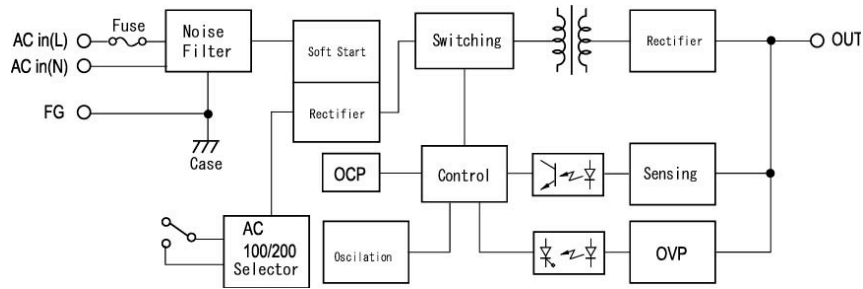 Fuse
AC in(L)
AC in(N)
Noise
Filter
Soft Start
Rectifier
Switching
Rectifier
OUT
FG
Case
OCP
Control
Sensing
AC
100/200
Selector
Oscilation
OVP